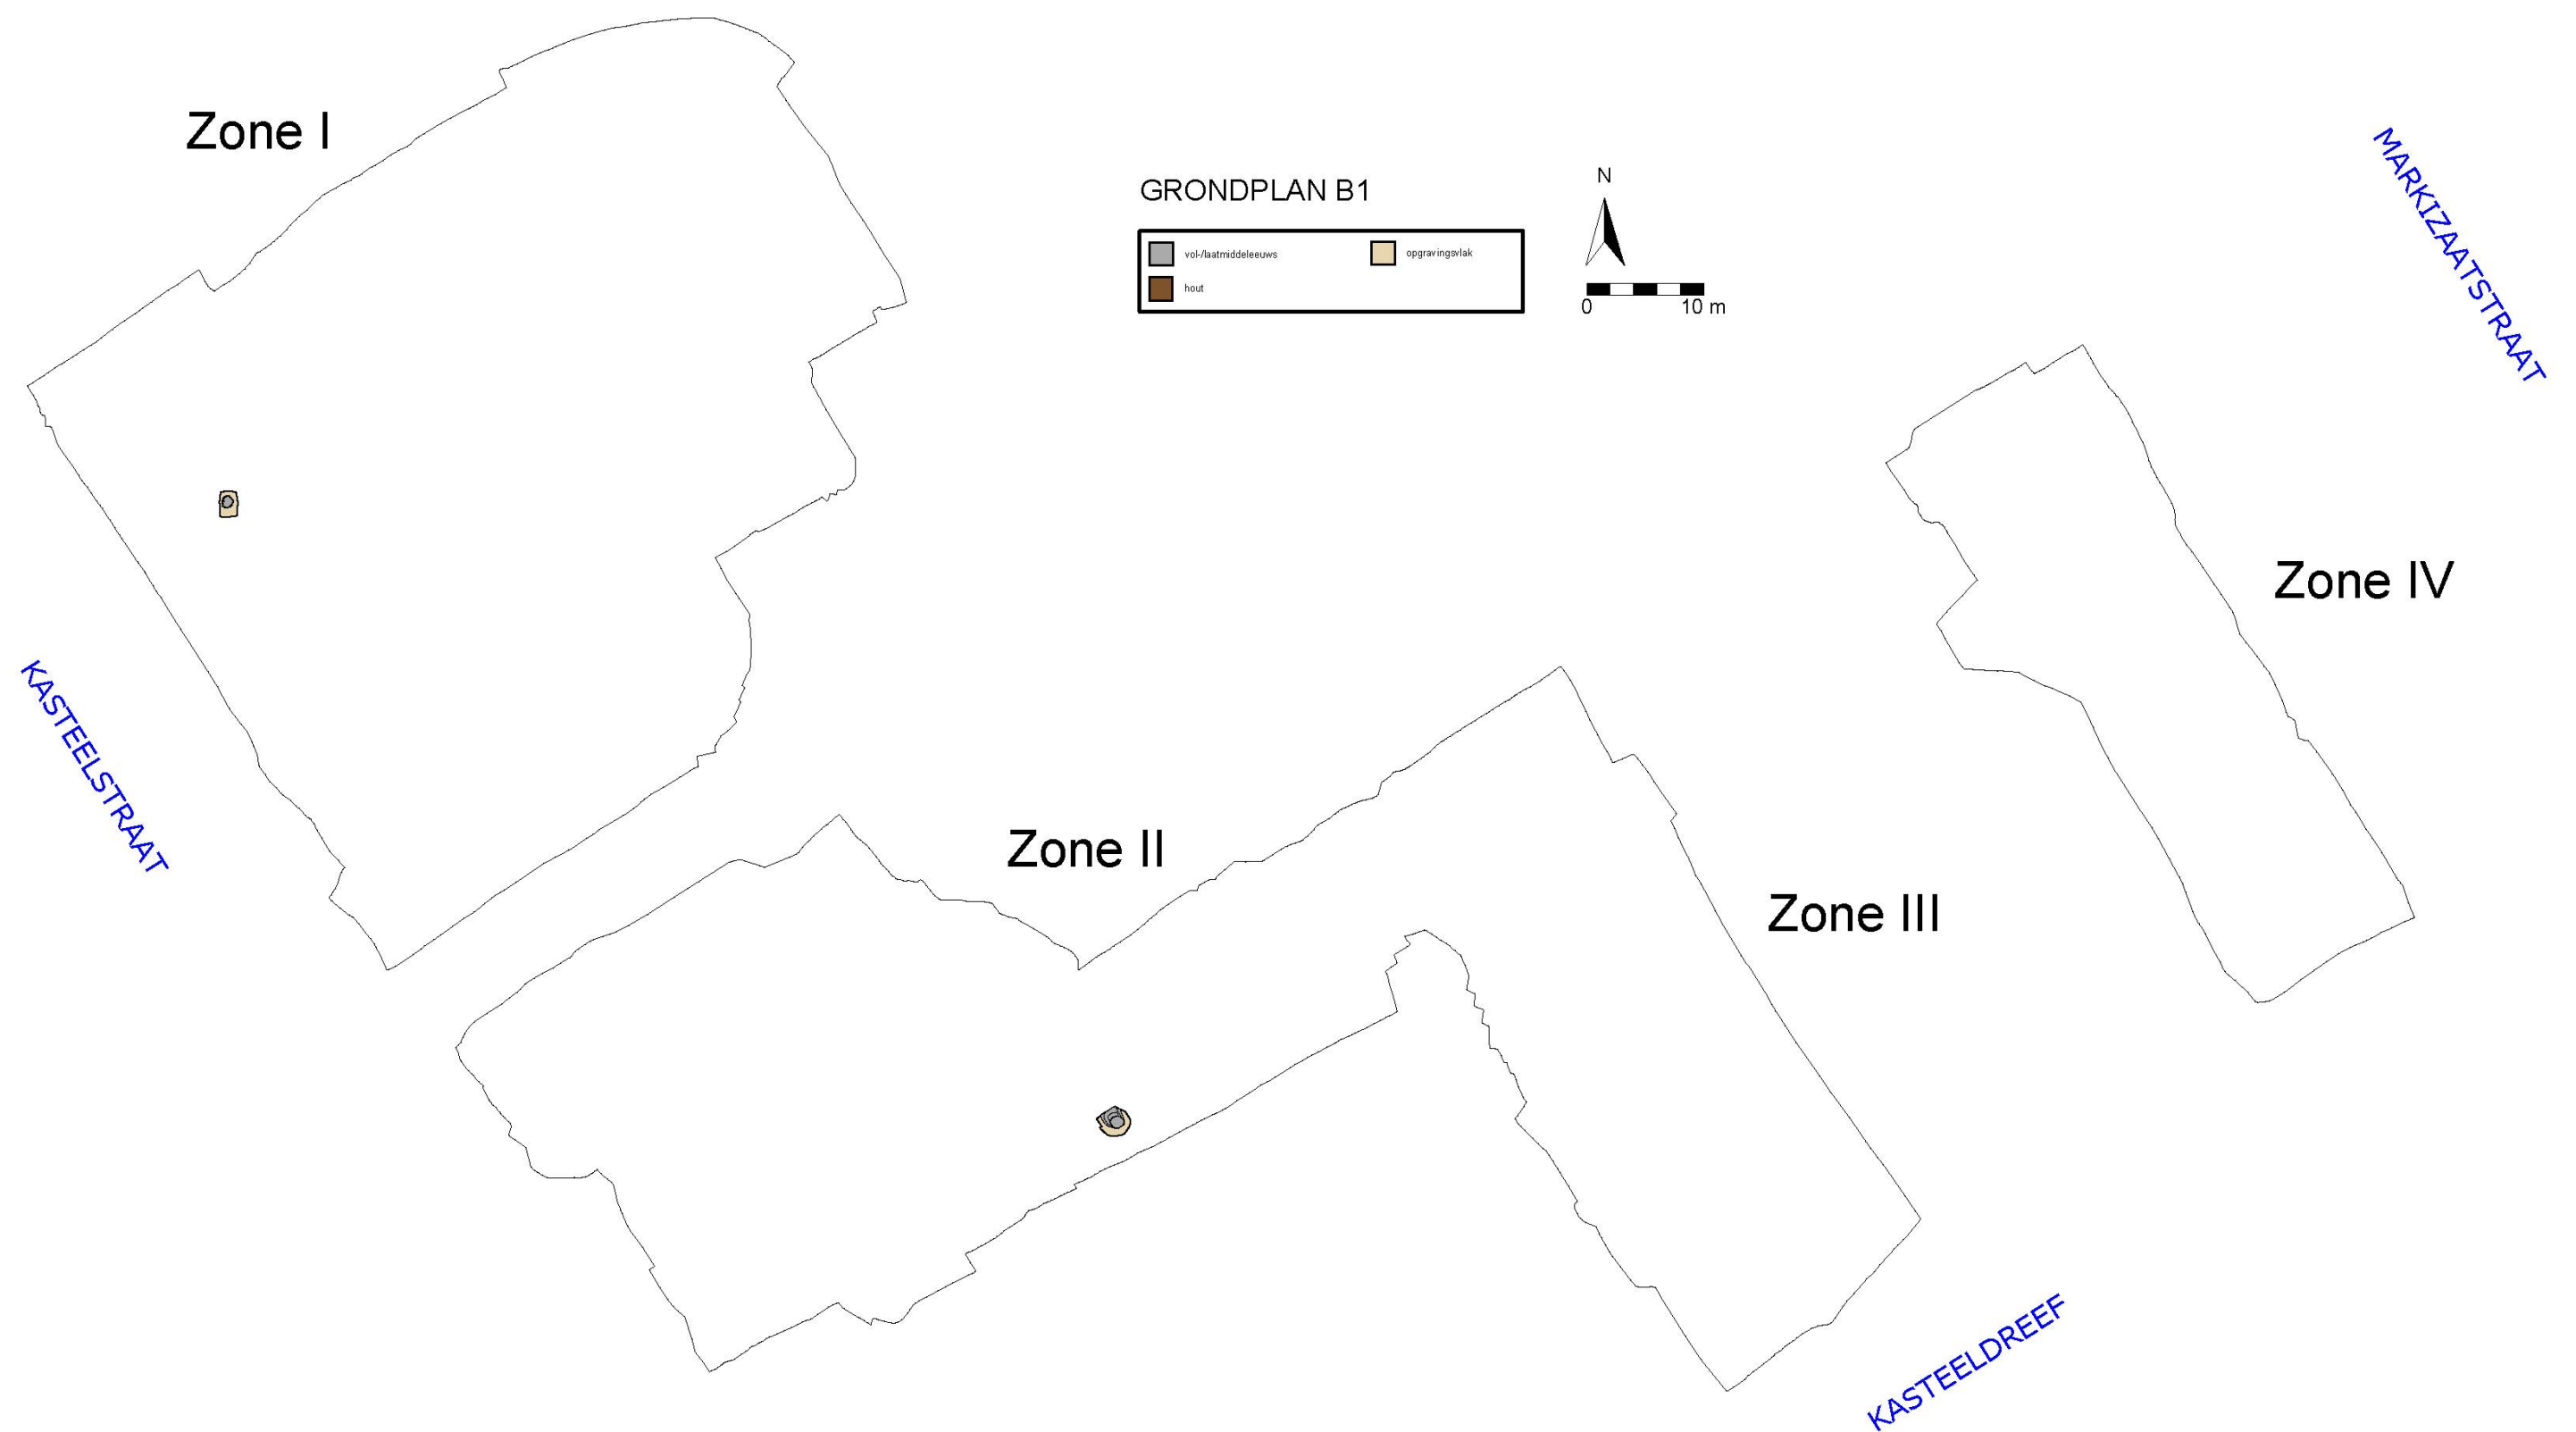 Zone I
GRONDPLAN B1
vol-/laatmiddeleeuws
opgravingsvlak
hout
N
0
10 m
MARKIZAATSTRAAT
Zone IV
KASTEELSTRAAT
Zone II
Zone III
KASTEELDREEF